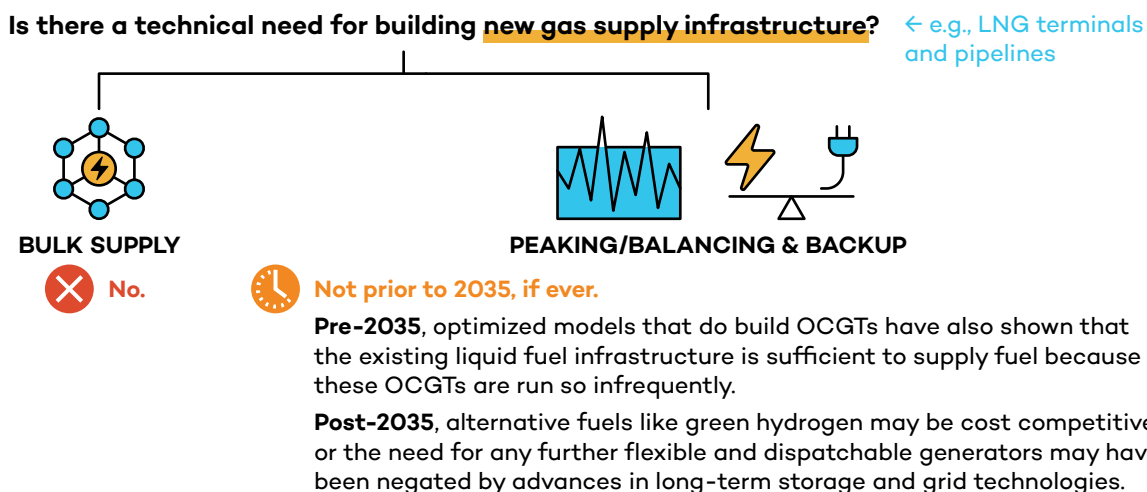 Is there a technical need for building new gas supply infrastructure?
← e.g., LNG terminals
and pipelines
BULK SUPPLY
No.
PEAKING/BALANCING & BACKUP
Not prior to 2035, if ever.
Pre-2035, optimized models that do build OCGTs have also shown that
the existing liquid fuel infrastructure is sufficient to supply fuel because
these OCGTs are run so infrequently.
Post-2035, alternative fuels like green hydrogen may be cost competitive
or the need for any further flexible and dispatchable generators may hav
been negated by advances in long-term storage and grid technologies.